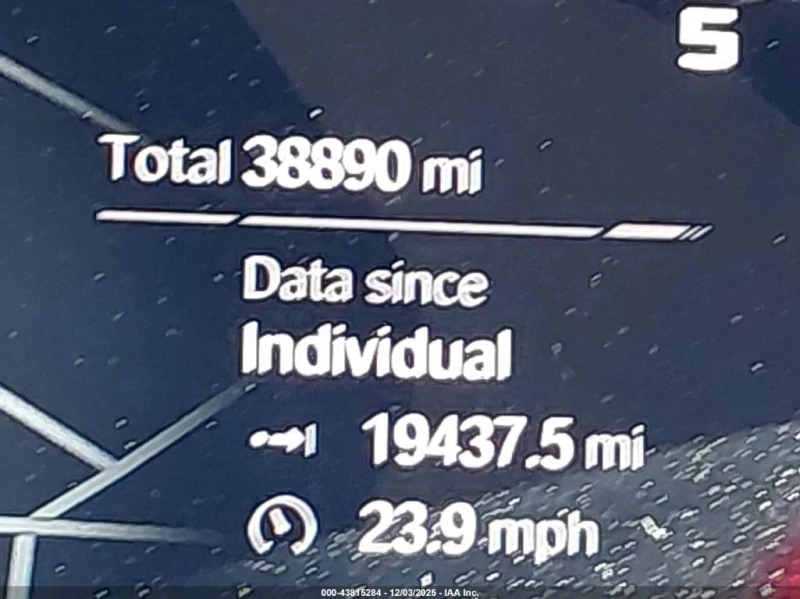 5
Total 38890 mi
Data since
Individual
19437.5 mi
23.9 mph
000-43815284 - 12/03/2025 - IAA Inc.